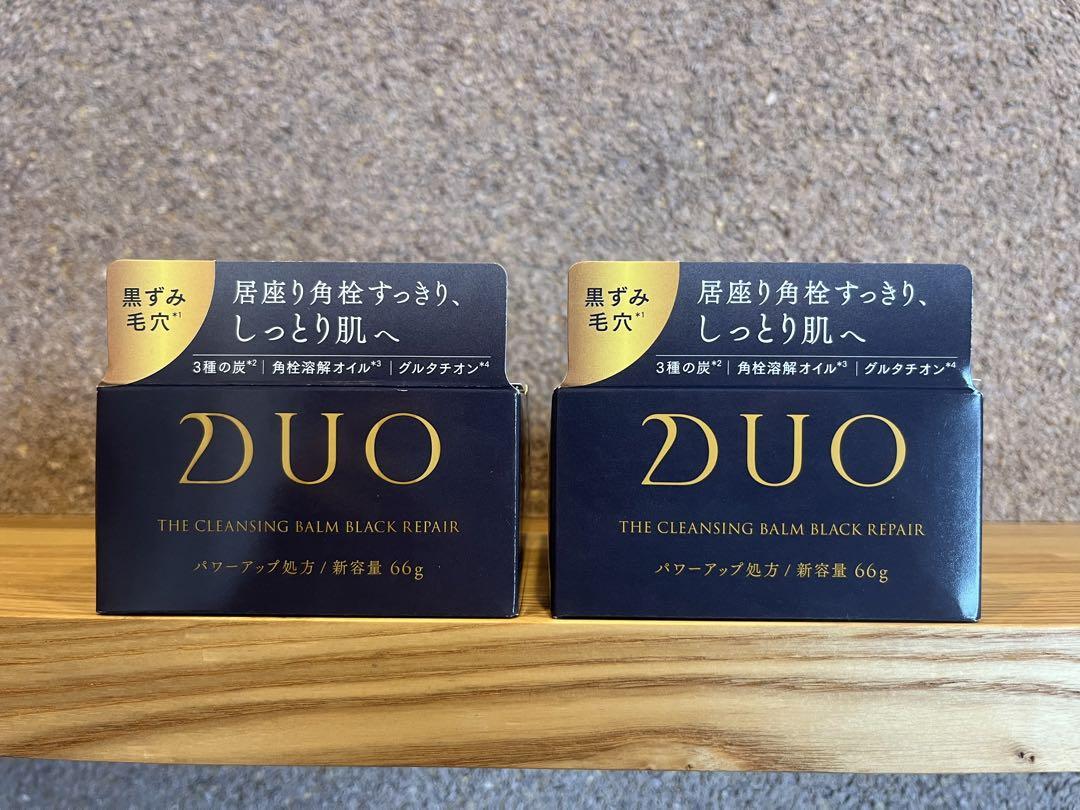 黒ずみ
毛穴*1
居座り角栓すっきり、
しっとり肌へ
3種の炭*2 | 角栓溶解オイル*3 | グルタチオン*4
DUO
THE CLEANSING BALM BLACK REPAIR
パワーアップ処方 / 新容量 66g
黒ずみ
毛穴*1
居座り角栓すっきり、
しっとり肌へ
3種の炭*2 | 角栓溶解オイル*3 | グルタチオン*4
DUO
THE CLEANSING BALM BLACK REPAIR
パワーアップ処方 / 新容量 66g